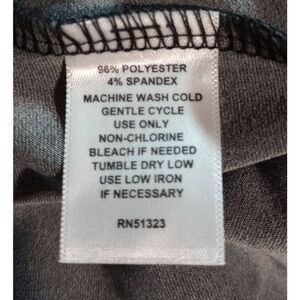 96% POLYESTER
4% SPANDEX
MACHINE WASH COLD
GENTLE CYCLE
USE ONLY
NON-CHLORINE
BLEACH IF NEEDED
TUMBLE DRY LOW
USE LOW IRON
IF NECESSARY
RN51323